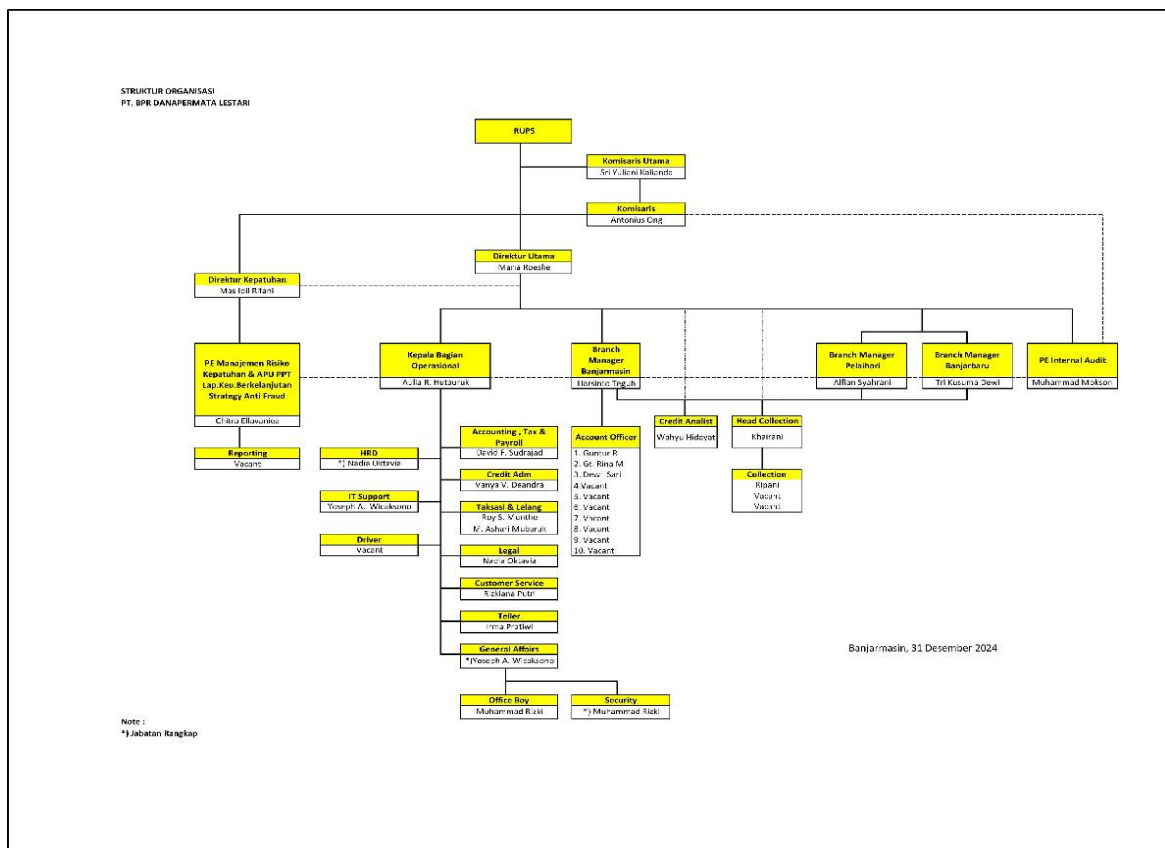 STRUKTUR ORGANISASI
PT. BPR DANAPERMATA LESTARI
RUPS
Komisaris Utama
Sri Yuliani Kalianda
Komisaris
Antonius Ong
Direktur Utama
Maria Roeslie
Direktur Kepatuhan
Mas Idil Rifani
PE Manajemen Risiko
Kepatuhan & APU PPT
Lap.Keu.Berkelanjutan
Strategy Anti Fraud
Chitra Ellavaniea
Reporting
Vacant
Kepala Bagian
Operasional
Aulia R. Hutauruk
Branch
Manager
Banjarmasin
Harsinto Teguh
Branch Manager
Pelaihari
Alfian Syahrani
Branch Manager
Banjarbaru
Tri Kusuma Dewi
PE Internal Audit
Muhammad Mokson
HRD
*) Nadia Oktavia
IT Support
Yoseph A. Wicaksono
Driver
Vacant
Accounting , Tax &
Payroll
David F. Sudrajad
Credit Adm
Vanya V. Deandra
Taksasi & Lelang
Roy S. Munthe
M. Ashari Mubaruk
Legal
Nadia Oktavia
Customer Service
Rizkiana Putri
Teller
Irma Pratiwi
General Affairs
*)Yoseph A. Wicaksono
Office Boy
Muhammad Rizki
Security
*) Muhammad Rizki
Account Officer
1. Guntur R
2. Gt. Rina M
3. Dewi Sari
4.Vacant
5. Vacant
6. Vacant
7. Vacant
8. Vacant
9. Vacant
10. Vacant
Credit Analist
Wahyu Hidayat
Head Collection
Khairani
Collection
Ripani
Vacant
Vacant
Banjarmasin, 31 Desember 2024
Note :
*) Jabatan Rangkap